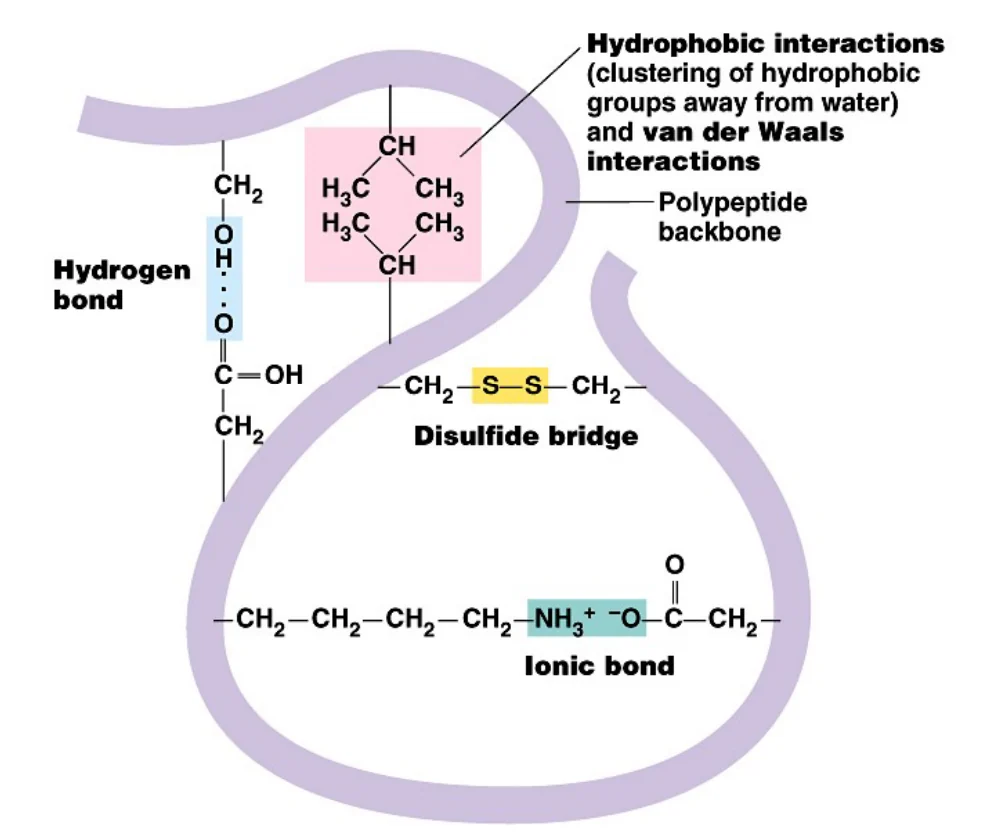 Hydrophobic interactions
(clustering of hydrophobic
groups away from water)
and van der Waals
interactions
Polypeptide
backbone
CH
H₃C CH₃
H₃C CH₃
CH
CH₂
O
H
O
C=OH
CH₂
Hydrogen
bond
–CH₂–S–S–CH₂–
Disulfide bridge
O
–CH₂–CH₂–CH₂–CH₂–NH₃⁺ ⁻O–C–CH₂–
Ionic bond